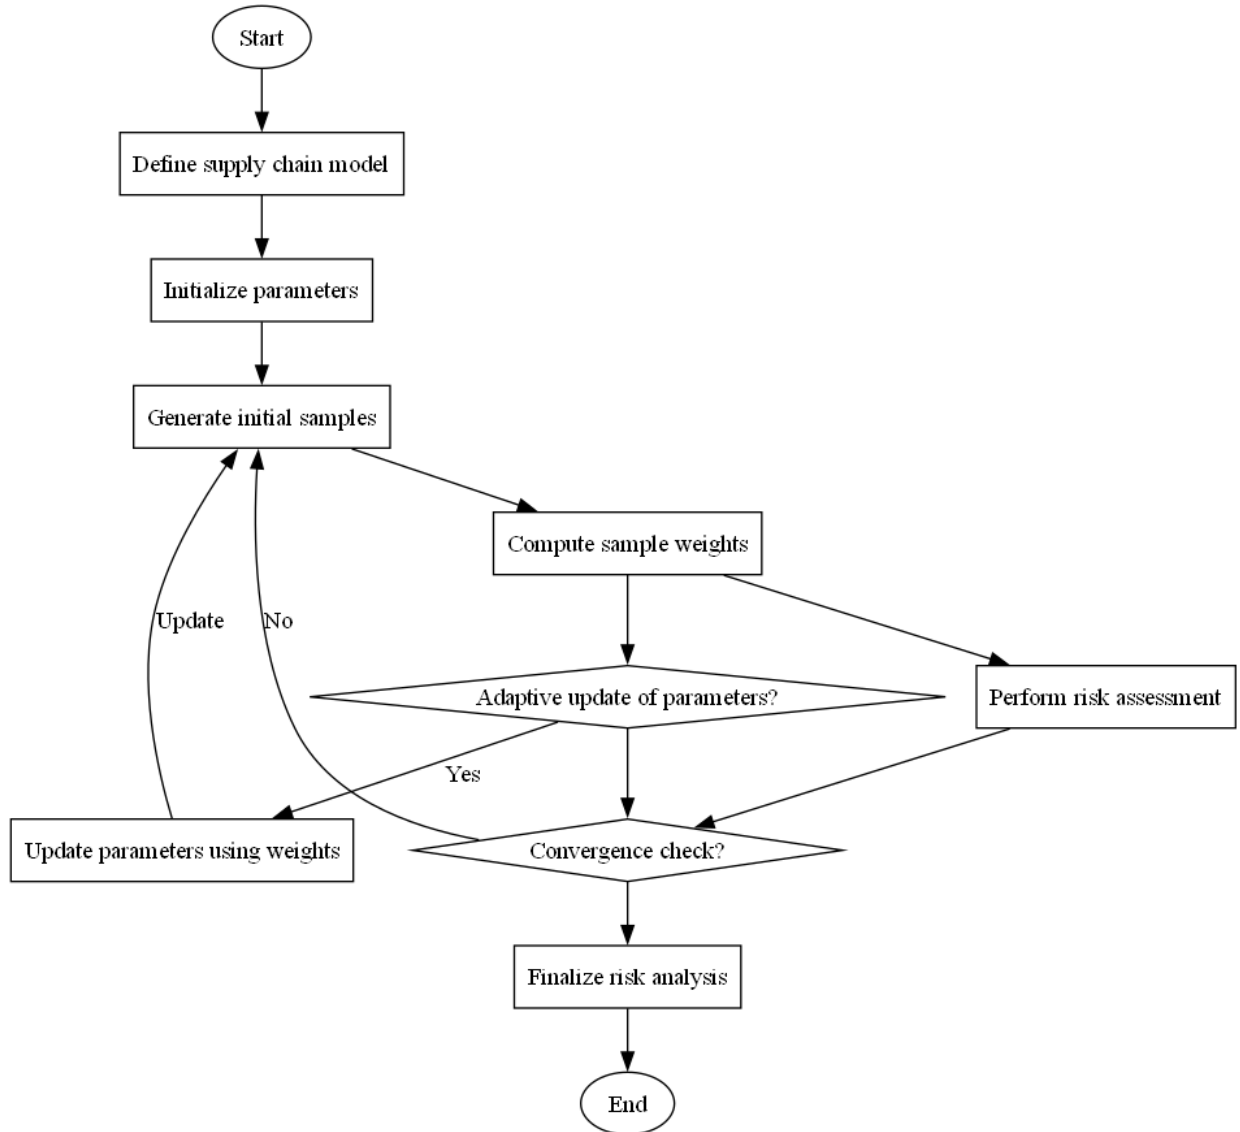 Start
Define supply chain model
Initialize parameters
Generate initial samples
Compute sample weights
Update
No
Adaptive update of parameters?
Perform risk assessment
Yes
Update parameters using weights
Convergence check?
Finalize risk analysis
End